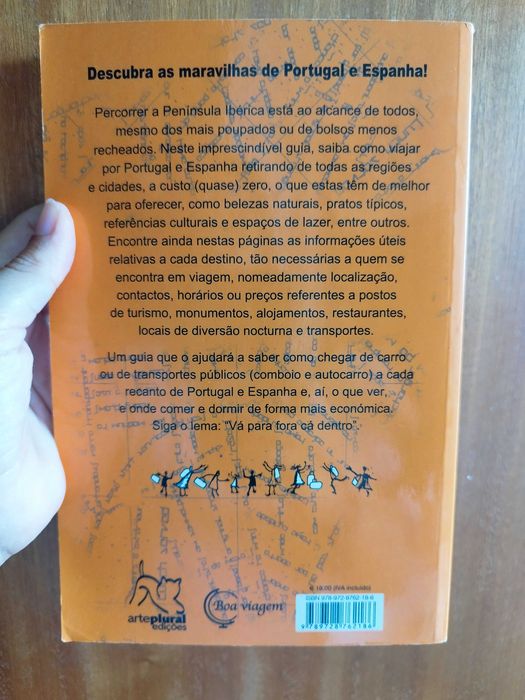 Descubra as maravilhas de Portugal e Espanha!
Percorrer a Península Ibérica está ao alcance de todos,
mesmo dos mais poupados ou de bolsos menos
recheados. Neste imprescindível guia, saiba como viajar
por Portugal e Espanha retirando de todas as regiões
e cidades, a custo (quase) zero, o que estas têm de melhor
para oferecer, como belezas naturais, pratos típicos,
referências culturais e espaços de lazer, entre outros.
Encontre ainda nestas páginas as informações úteis
relativas a cada destino, tão necessárias a quem se
encontra em viagem, nomeadamente localização,
contactos, horários ou preços referentes a postos
de turismo, monumentos, alojamentos, restaurantes,
locais de diversão nocturna e transportes.
Um guia que o ajudará a saber como chegar de carro
ou de transportes públicos (comboio e autocarro) a cada
recanto de Portugal e Espanha e, aí, o que ver,
e onde comer e dormir de forma mais económica.
Siga o lema: "Vá para fora cá dentro".
arteplural
edições
Boa viagem
€ 18,00 (IVA incluído)
ISBN 978-972-8762-18-6
9 789728 762186